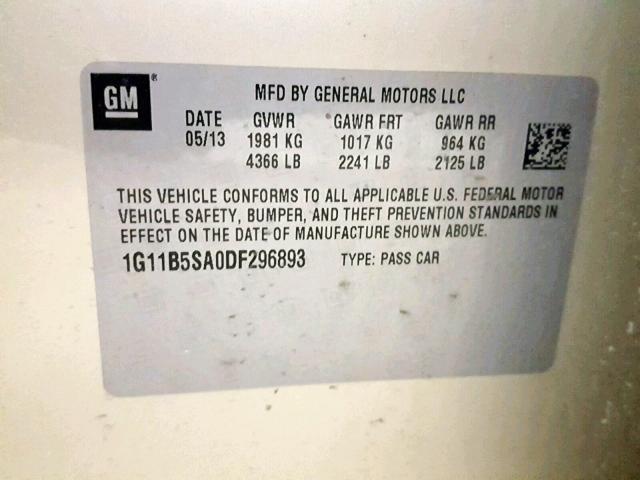 GM ®
MFD BY GENERAL MOTORS LLC
DATE GVWR GAWR FRT GAWR RR
05/13 1981 KG 1017 KG 964 KG
4366 LB 2241 LB 2125 LB
THIS VEHICLE CONFORMS TO ALL APPLICABLE U.S. FEDERAL MOTOR
VEHICLE SAFETY, BUMPER, AND THEFT PREVENTION STANDARDS IN
EFFECT ON THE DATE OF MANUFACTURE SHOWN ABOVE.
1G11B5SA0DF296893 TYPE: PASS CAR